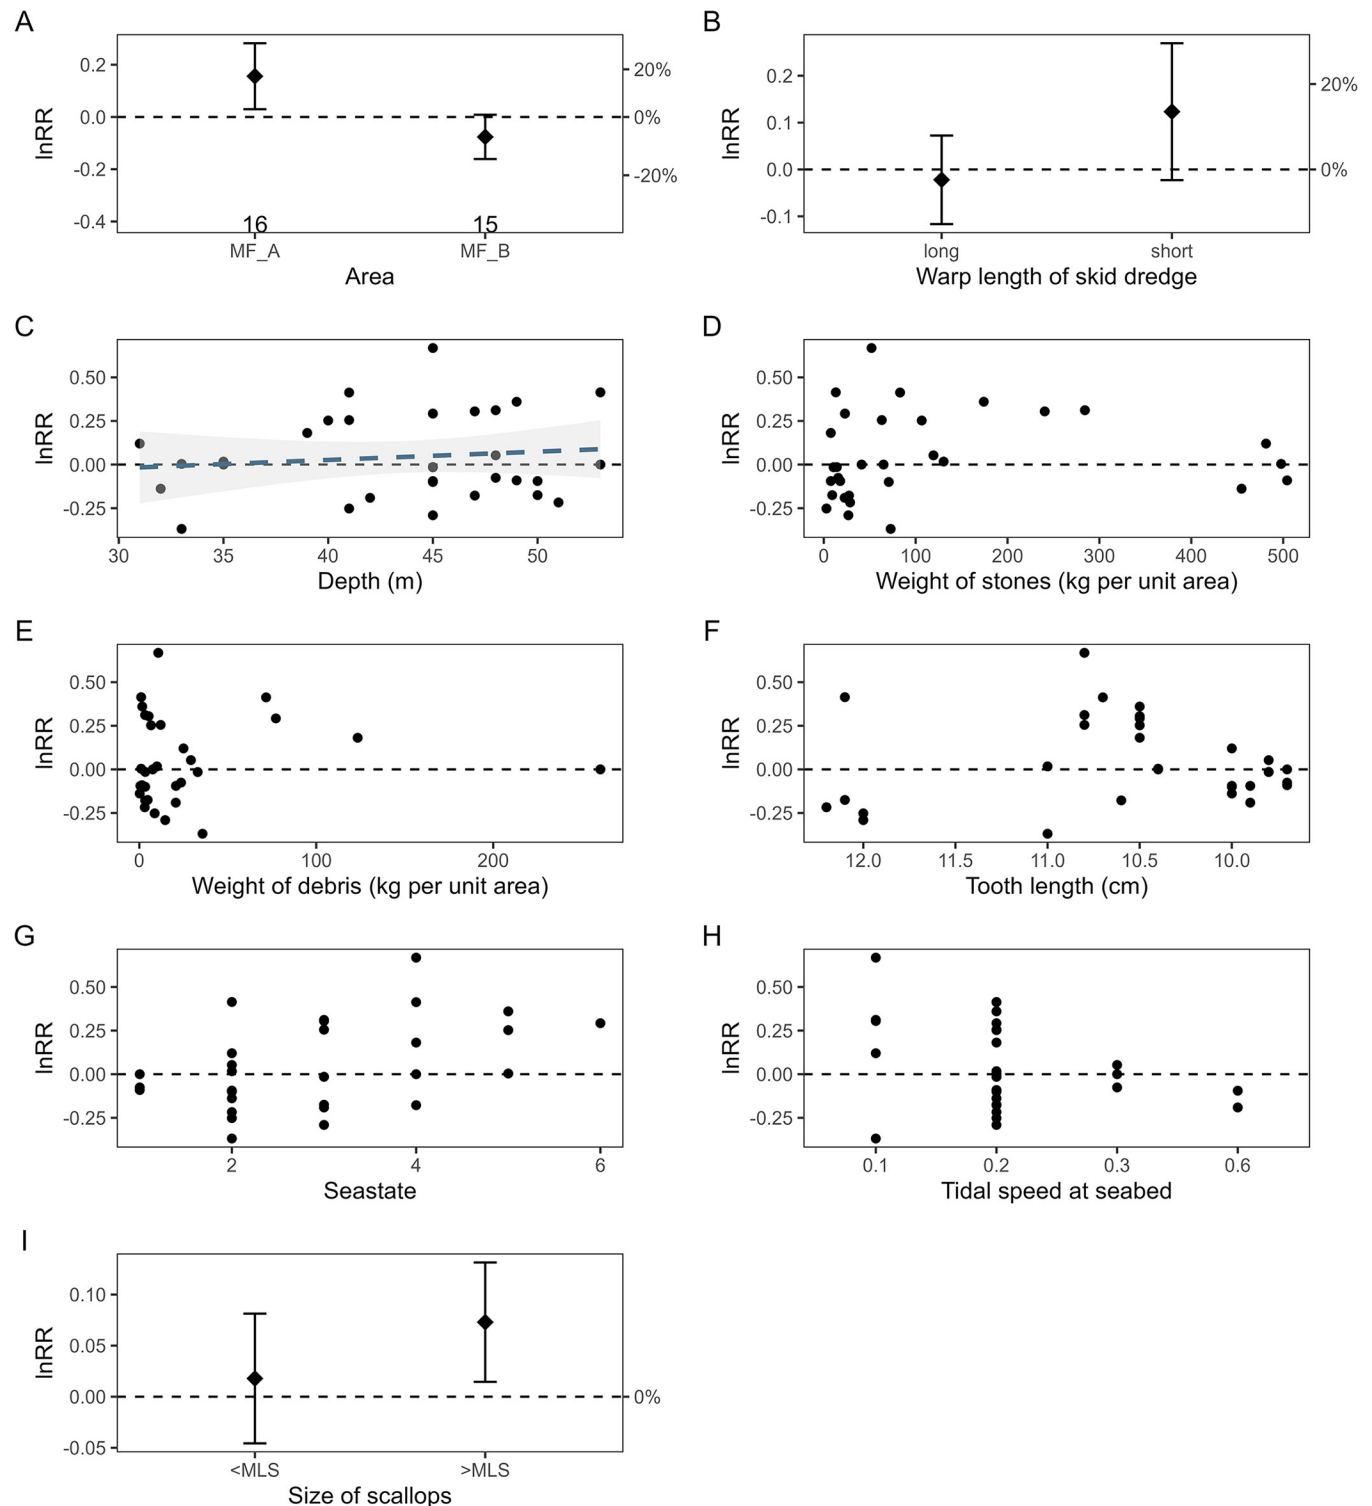 A
lnRR
0.2
0.0
-0.2
-0.4
20%
0%
-20%
16
15
MF_A
MF_B
Area
B
lnRR
0.2
0.1
0.0
-0.1
20%
0%
long
short
Warp length of skid dredge
C
lnRR
0.50
0.25
0.00
-0.25
30
35
40
45
50
Depth (m)
D
lnRR
0.50
0.25
0.00
-0.25
0
100
200
300
400
500
Weight of stones (kg per unit area)
E
lnRR
0.50
0.25
0.00
-0.25
0
100
200
Weight of debris (kg per unit area)
F
lnRR
0.50
0.25
0.00
-0.25
12.0
11.5
11.0
10.5
10.0
Tooth length (cm)
G
lnRR
0.50
0.25
0.00
-0.25
2
4
6
Seastate
H
lnRR
0.50
0.25
0.00
-0.25
0.1
0.2
0.3
0.6
Tidal speed at seabed
I
lnRR
0.10
0.05
0.00
-0.05
0%
<MLS
>MLS
Size of scallops